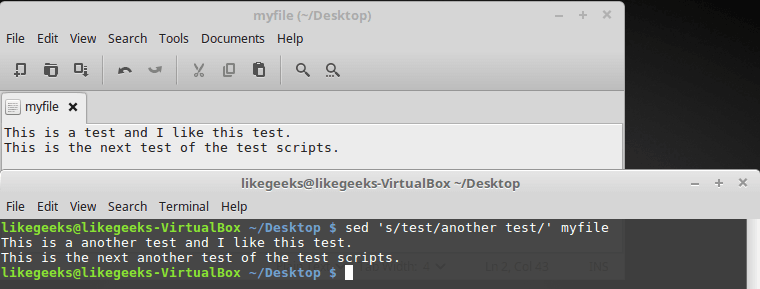 myfile (~/Desktop)
File Edit View Search Tools Documents Help
myfile
This is a test and I like this test.
This is the next test of the test scripts.
likegeeks@likegeeks-VirtualBox ~/Desktop
File Edit View Search Terminal Help
likegeeks@likegeeks-VirtualBox ~/Desktop $ sed 's/test/another test/' myfile
This is a another test and I like this test.
This is the next another test of the test scripts.
likegeeks@likegeeks-VirtualBox ~/Desktop $
Width: 4 Ln 2, Col 43 INS